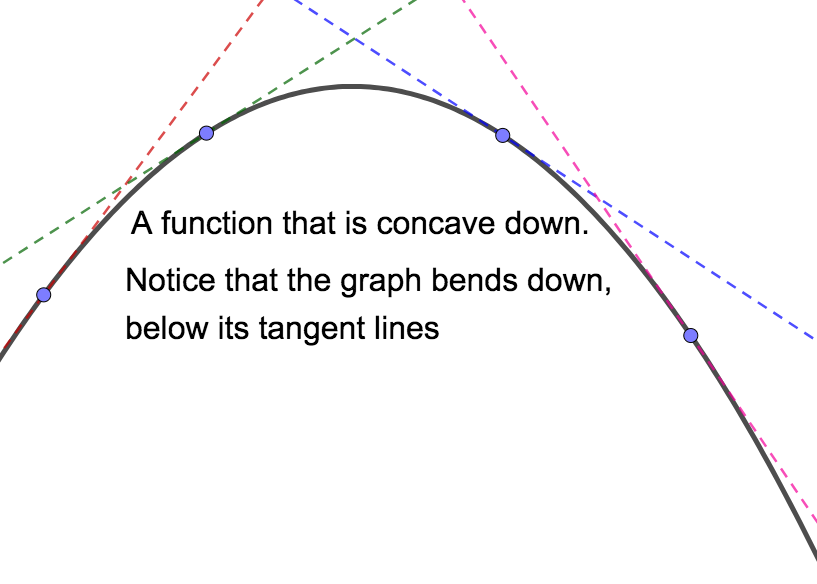 A function that is concave down.
Notice that the graph bends down,
below its tangent lines